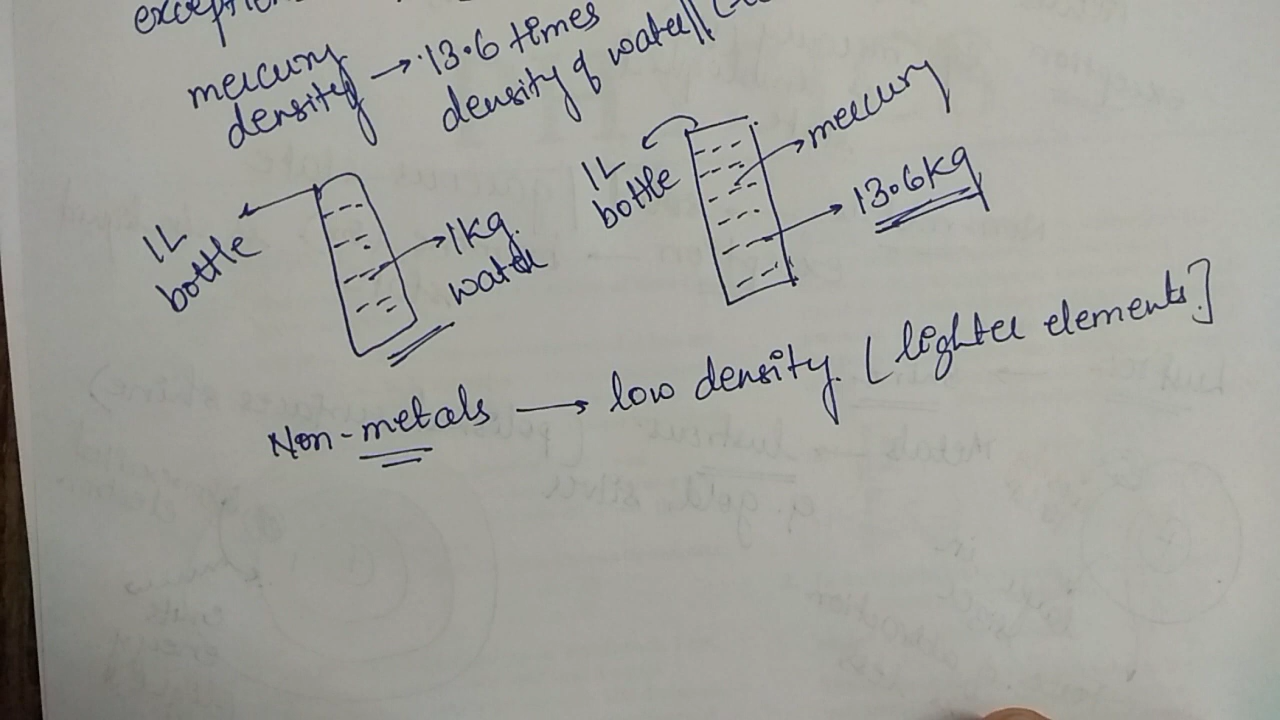 mercury
density → 13.6 times
density of water
1L
bottle
1kg.
water
1L
bottle
mercury
13.6kg
Non-metals → low density. [lighter elements.]